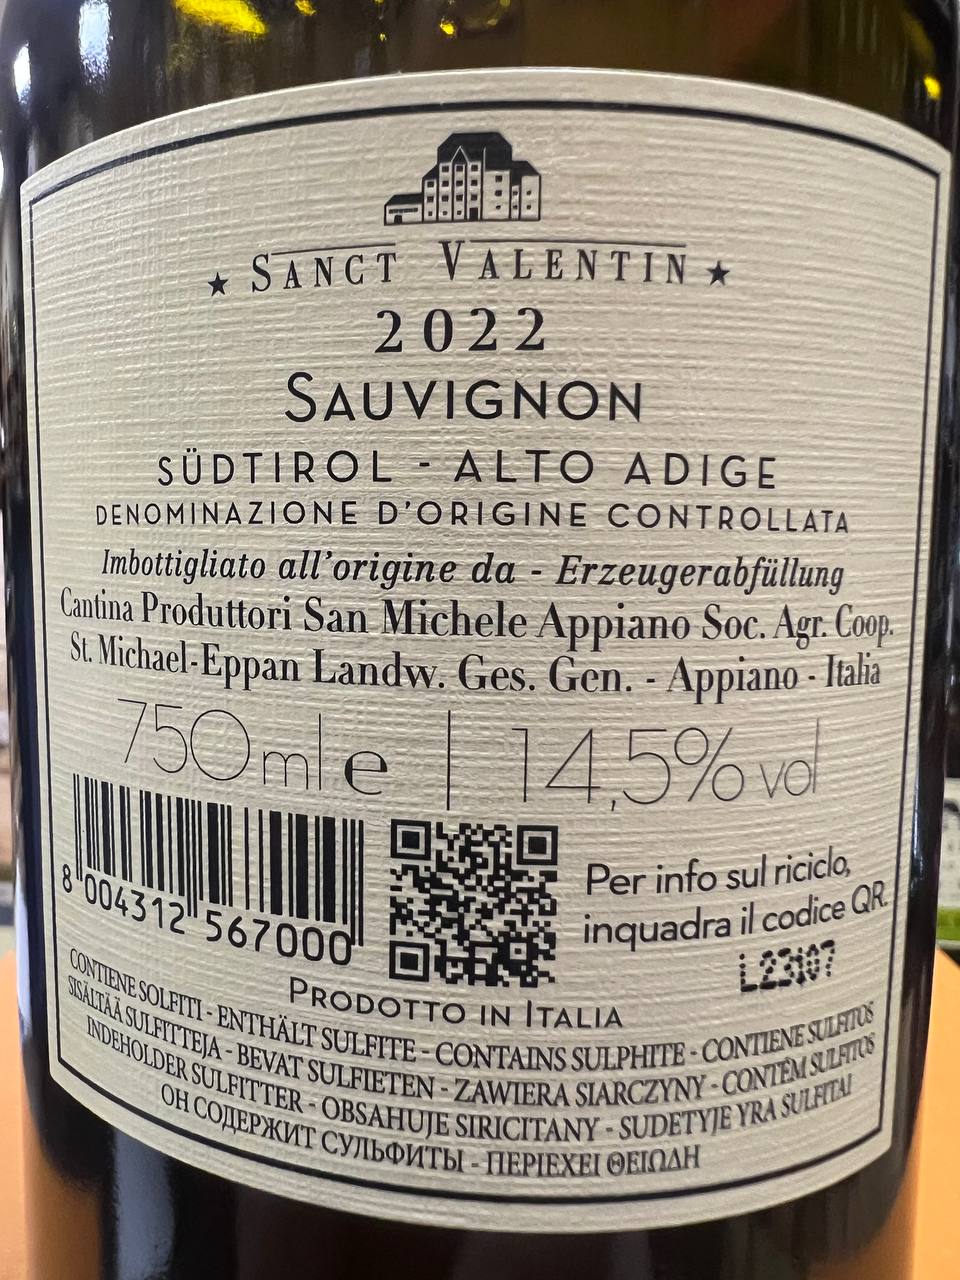 ★ SANCT VALENTIN ★
2022
SAUVIGNON
SÜDTIROL - ALTO ADIGE
DENOMINAZIONE D'ORIGINE CONTROLLATA
Imbottigliato all'origine da - Erzeugerabfüllung
Cantina Produttori San Michele Appiano Soc. Agr. Coop.
St. Michael-Eppan Landw. Ges. Gen. - Appiano - Italia
750 ml e | 14,5% vol
8 004312 567000
Per info sul riciclo,
inquadra il codice QR.
L23107
PRODOTTO IN ITALIA
CONTIENE SOLFITI - ENTHÄLT SULFITE - CONTAINS SULPHITE - CONTIENE SULFITOS
SISÄLTÄÄ SULFITTEJA - BEVAT SULFIETEN - ZAWIERA SIARCZYNY - CONTÉM SULFITOS
INDEHOLDER SULFITTER - OBSAHUJE SIRICITANY - SUDETYJE YRA SULFITAI
ОН СОДЕРЖИТ СУЛЬФИТЫ - ΠΕΡΙΕΧΕΙ ΘΕΙΩΔΗ